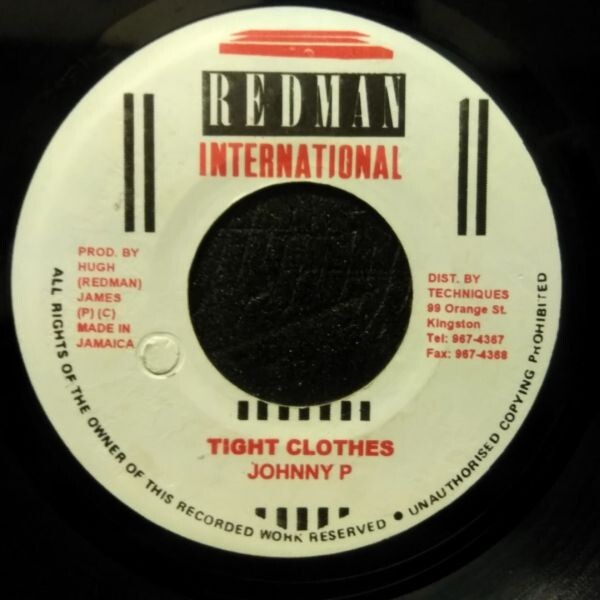 REDMAN
INTERNATIONAL
PROD. BY
HUGH
(REDMAN)
JAMES
(P) (C)
MADE IN
JAMAICA
DIST. BY
TECHNIQUES
99 Orange St.
Kingston
Tel: 967-4367
Fax: 967-4368
TIGHT CLOTHES
JOHNNY P
ALL RIGHTS OF THE OWNER OF THIS RECORDED WORK RESERVED ● UNAUTHORISED COPYING PROHIBITED